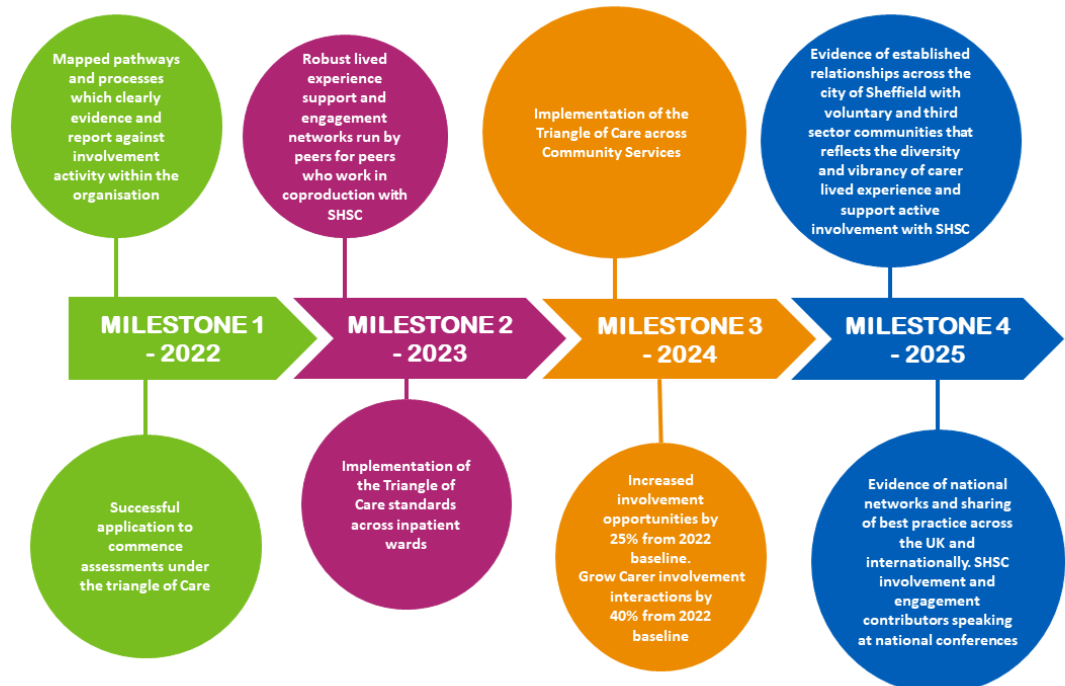 Mapped pathways
and processes
which clearly
evidence and
report against
involvement
activity within the
organisation
Robust lived
experience
support and
engagement
networks run by
peers for peers
who work in
coproduction with
SHSC
Implementation of the
Triangle of Care across
Community Services
Evidence of established
relationships across the
city of Sheffield with
voluntary and third
sector communities that
reflects the diversity
and vibrancy of carer
lived experience and
support active
involvement with SHSC
MILESTONE 1
- 2022
MILESTONE 2
- 2023
MILESTONE 3
- 2024
MILESTONE 4
- 2025
Successful
application to
commence
assessments under
the triangle of Care
Implementation of
the Triangle of
Care standards
across inpatient
wards
Increased
involvement
opportunities by
25% from 2022
baseline.
Grow Carer involvement
interactions by
40% from 2022
baseline
Evidence of national
networks and sharing
of best practice across
the UK and
internationally. SHSC
involvement and
engagement
contributors speaking
at national conferences